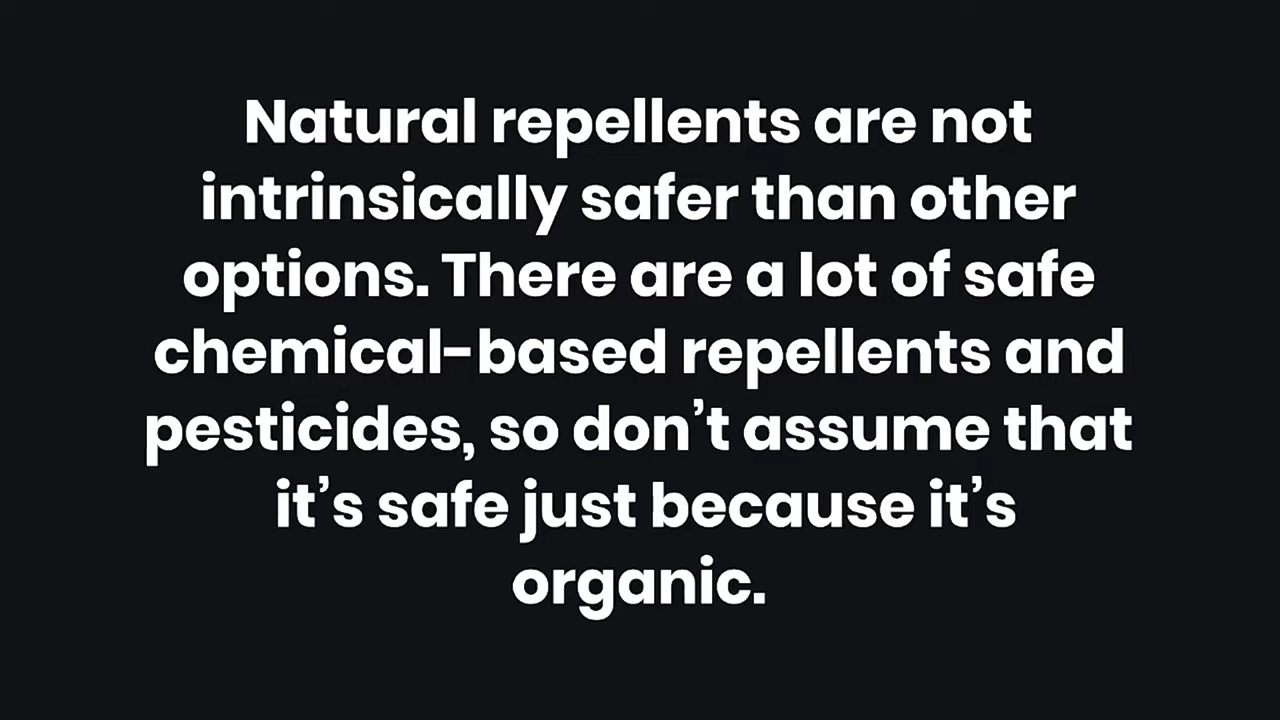 Natural repellents are not
intrinsically safer than other
options. There are a lot of safe
chemical-based repellents and
pesticides, so don’t assume that
it’s safe just because it’s
organic.